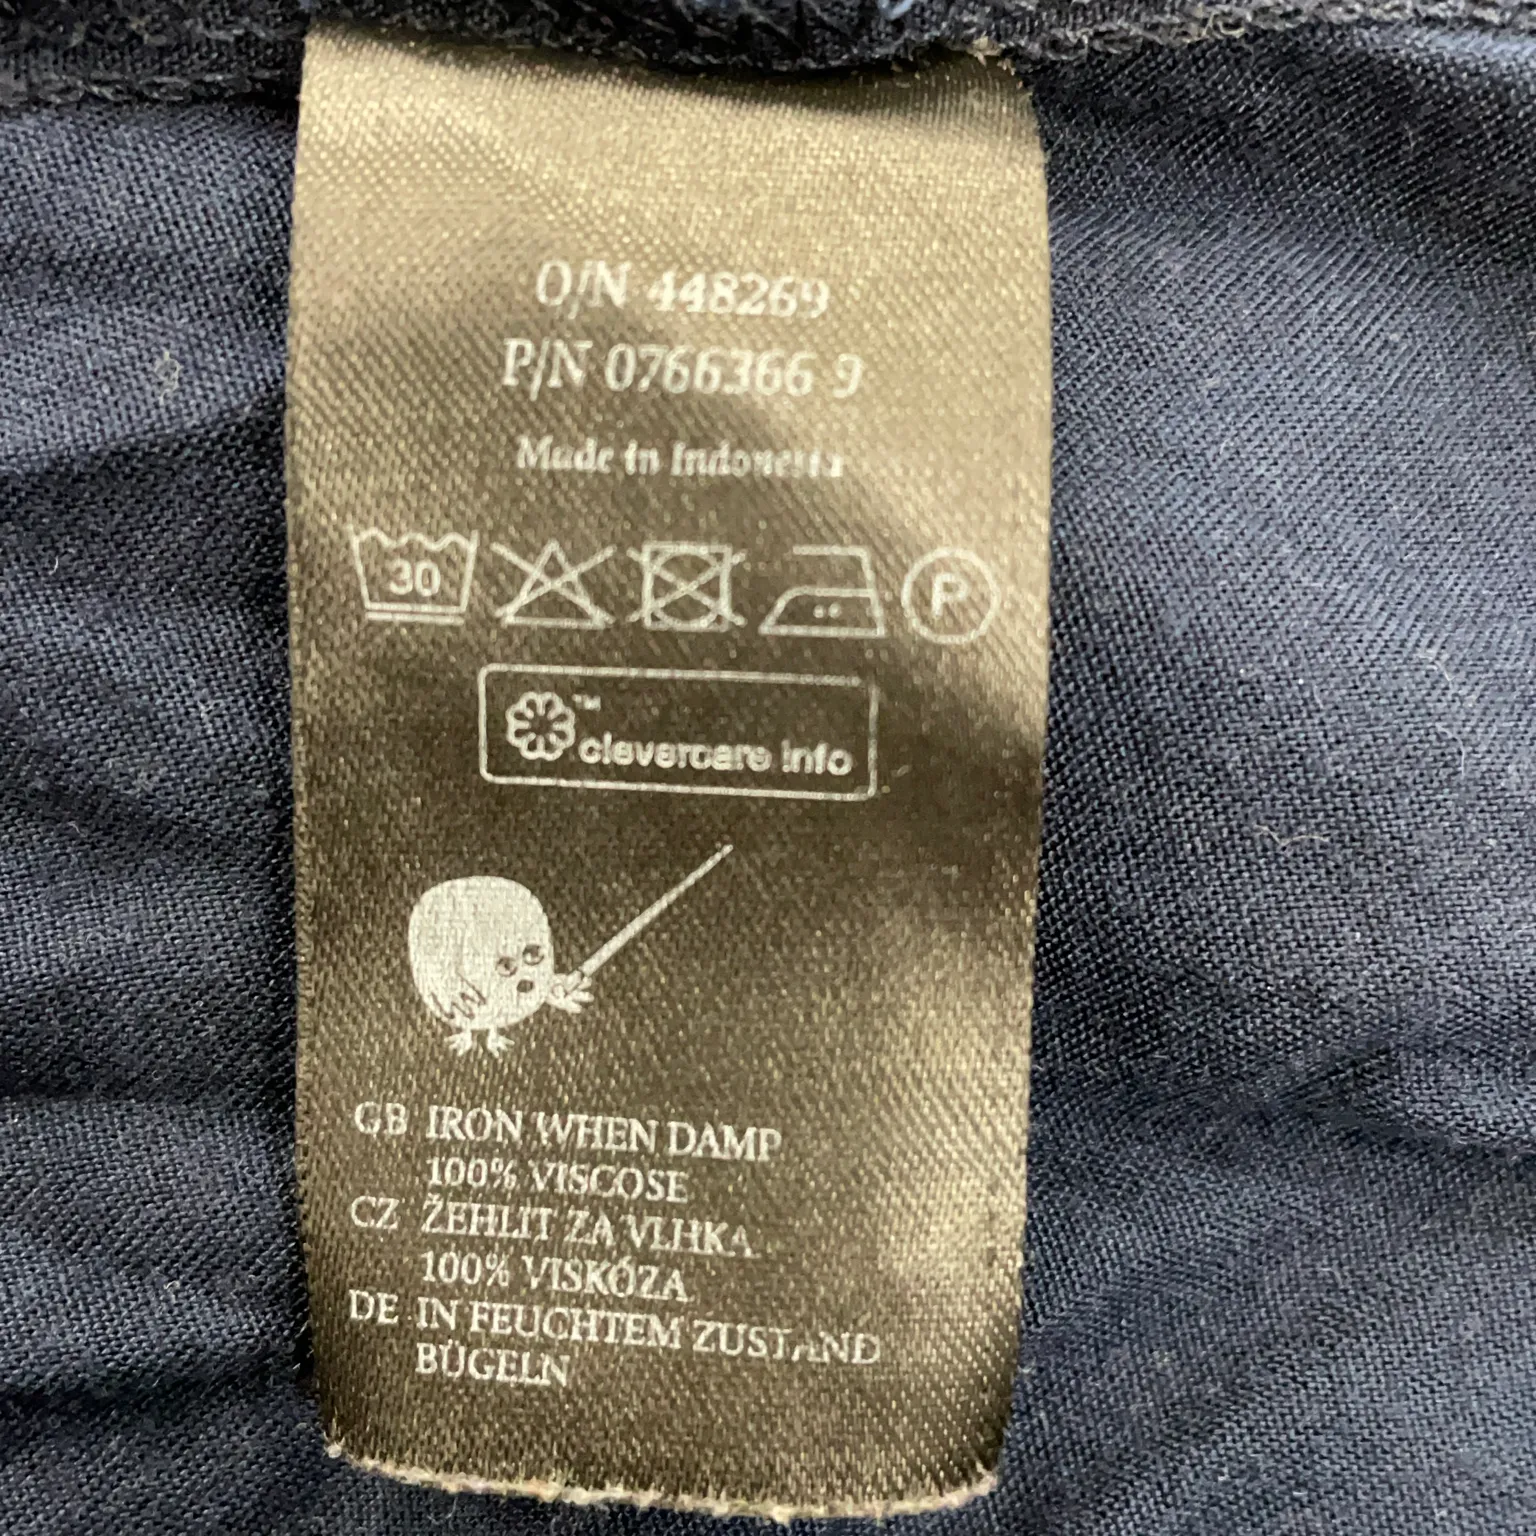 O/N 448269
P/N 0766366 9
Made in Indonesia
30
P
™
clevercare info
GB IRON WHEN DAMP
100% VISCOSE
CZ ŽEHLIT ZA VLHKA
100% VISKÓZA
DE IN FEUCHTEM ZUSTAND
BÜGELN